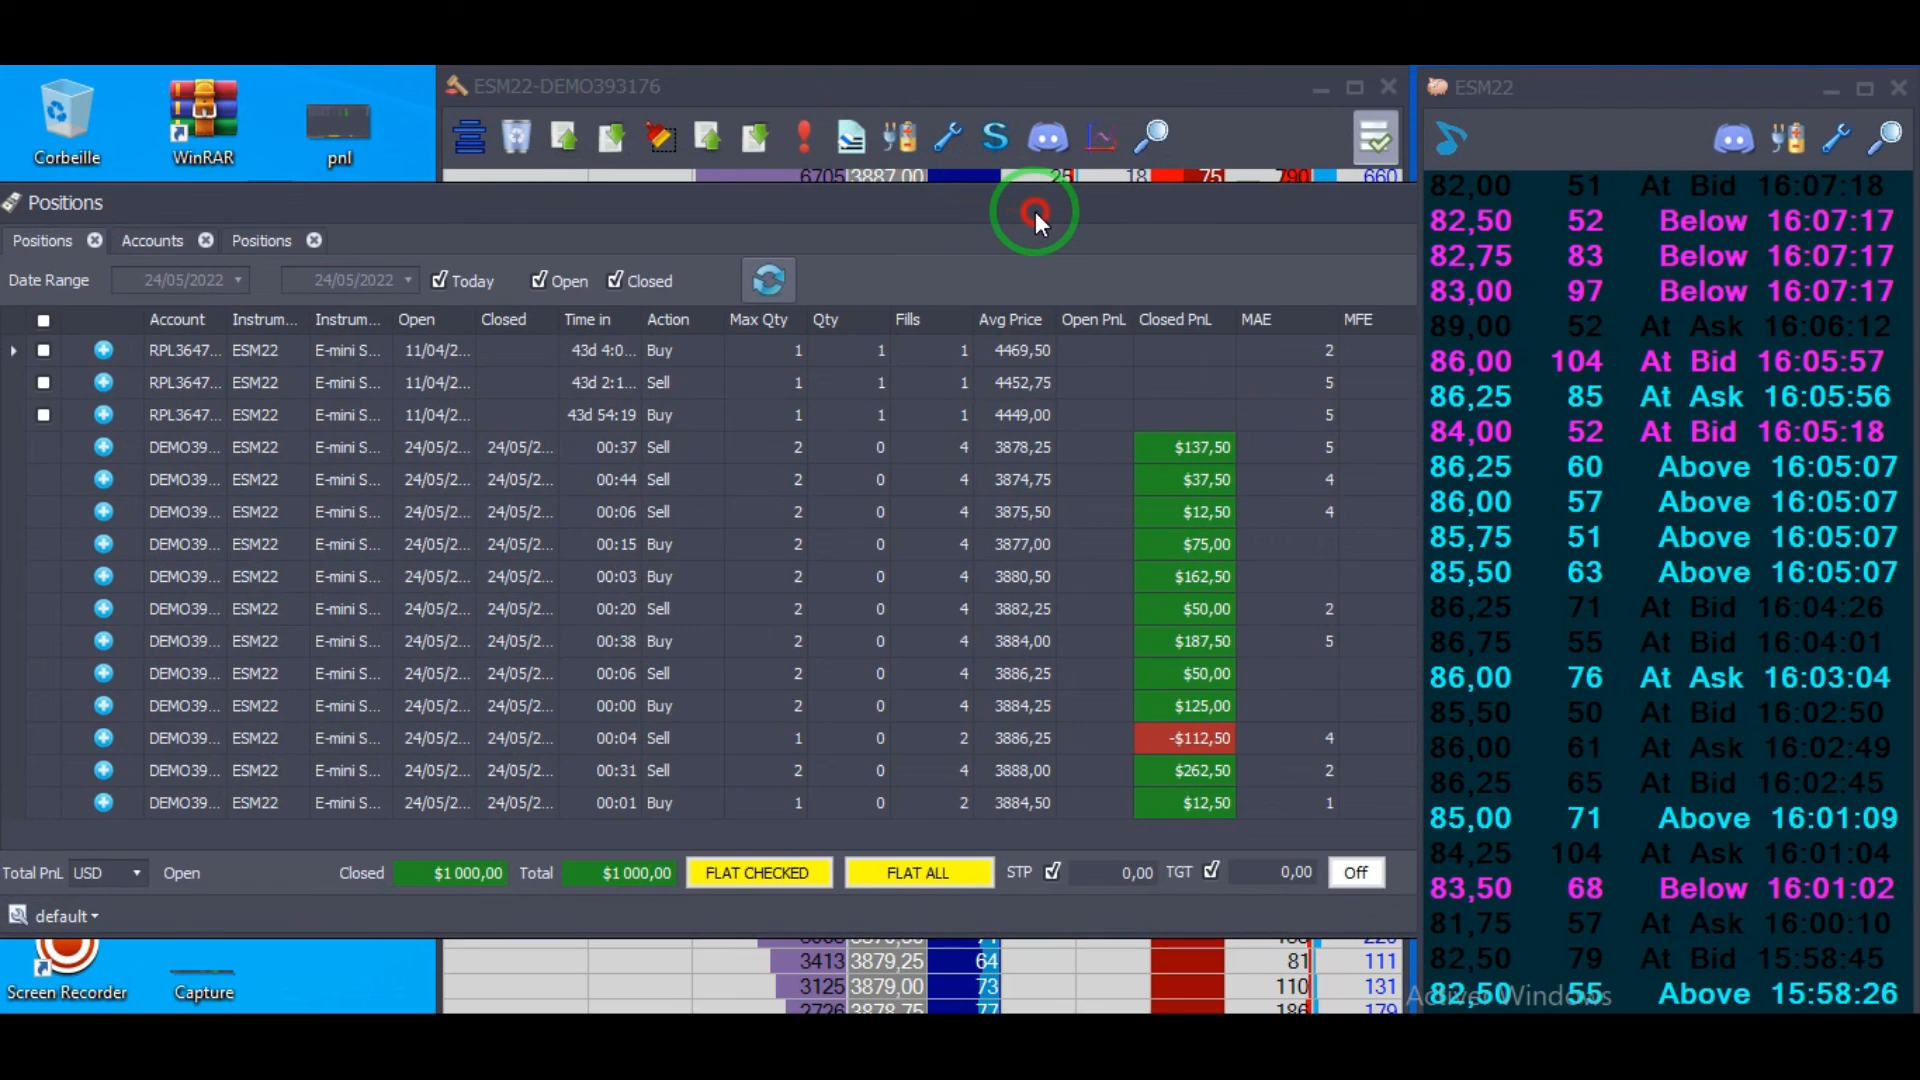 Corbeille
WinRAR
pnl
ESM22-DEMO393176
6705 3887,00 25 18 75 790 660
Positions
Positions Accounts Positions
Date Range 24/05/2022 24/05/2022 Today Open Closed
Account Instrum... Instrum... Open Closed Time in Action Max Qty Qty Fills Avg Price Open PnL Closed PnL MAE MFE
RPL3647... ESM22 E-mini S... 11/04/2... 43d 4:0... Buy 1 1 1 4469,50 2
RPL3647... ESM22 E-mini S... 11/04/2... 43d 2:1... Sell 1 1 1 4452,75 5
RPL3647... ESM22 E-mini S... 11/04/2... 43d 54:19 Buy 1 1 1 4449,00 5
DEMO39... ESM22 E-mini S... 24/05/2... 24/05/2... 00:37 Sell 2 0 4 3878,25 $137,50 5
DEMO39... ESM22 E-mini S... 24/05/2... 24/05/2... 00:44 Sell 2 0 4 3874,75 $37,50 4
DEMO39... ESM22 E-mini S... 24/05/2... 24/05/2... 00:06 Sell 2 0 4 3875,50 $12,50 4
DEMO39... ESM22 E-mini S... 24/05/2... 24/05/2... 00:15 Buy 2 0 4 3877,00 $75,00
DEMO39... ESM22 E-mini S... 24/05/2... 24/05/2... 00:03 Buy 2 0 4 3880,50 $162,50
DEMO39... ESM22 E-mini S... 24/05/2... 24/05/2... 00:20 Sell 2 0 4 3882,25 $50,00 2
DEMO39... ESM22 E-mini S... 24/05/2... 24/05/2... 00:38 Buy 2 0 4 3884,00 $187,50 5
DEMO39... ESM22 E-mini S... 24/05/2... 24/05/2... 00:06 Sell 2 0 4 3886,25 $50,00
DEMO39... ESM22 E-mini S... 24/05/2... 24/05/2... 00:00 Buy 2 0 4 3884,25 $125,00
DEMO39... ESM22 E-mini S... 24/05/2... 24/05/2... 00:04 Sell 1 0 2 3886,25 -$112,50 4
DEMO39... ESM22 E-mini S... 24/05/2... 24/05/2... 00:31 Sell 2 0 4 3888,00 $262,50 2
DEMO39... ESM22 E-mini S... 24/05/2... 24/05/2... 00:01 Buy 1 0 2 3884,50 $12,50 1
Total PnL USD Open Closed $1 000,00 Total $1 000,00 FLAT CHECKED FLAT ALL STP 0,00 TGT 0,00 Off
default
Screen Recorder
Capture
3413 3879,25 64 81 111
3125 3879,00 73 110 131
2726 3878,75 77 186 179
ESM22
82,00 51 At Bid 16:07:18
82,50 52 Below 16:07:17
82,75 83 Below 16:07:17
83,00 97 Below 16:07:17
89,00 52 At Ask 16:06:12
86,00 104 At Bid 16:05:57
86,25 85 At Ask 16:05:56
84,00 52 At Bid 16:05:18
86,25 60 Above 16:05:07
86,00 57 Above 16:05:07
85,75 51 Above 16:05:07
85,50 63 Above 16:05:07
86,25 71 At Bid 16:04:26
86,75 55 At Bid 16:04:01
86,00 76 At Ask 16:03:04
85,50 50 At Bid 16:02:50
86,00 61 At Ask 16:02:49
86,25 65 At Bid 16:02:45
85,00 71 Above 16:01:09
84,25 104 At Bid 16:01:04
83,50 68 Below 16:01:02
81,75 57 At Ask 16:00:10
82,50 79 At Bid 15:58:45
82,50 55 Above 15:58:26
Activer Windows